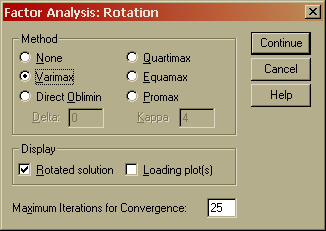 Factor Analysis: Rotation
Method
None
Quartimax
Varimax
Equamax
Direct Oblimin
Promax
Delta: 0
Kappa 4
Continue
Cancel
Help
Display
Rotated solution
Loading plot(s)
Maximum Iterations for Convergence: 25